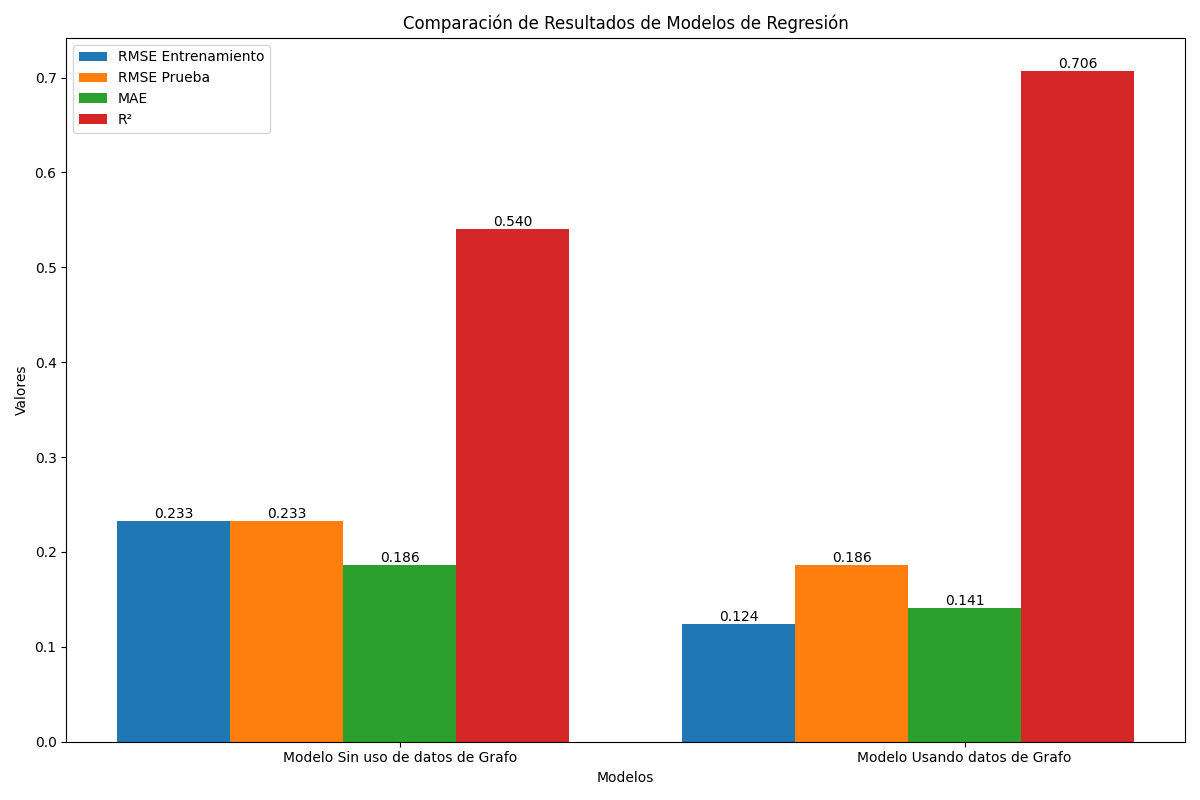 Comparación de Resultados de Modelos de Regresión
RMSE Entrenamiento
RMSE Prueba
MAE
R²
Valores
0.7
0.6
0.5
0.4
0.3
0.2
0.1
0.0
0.233
0.233
0.186
0.540
0.124
0.186
0.141
0.706
Modelo Sin uso de datos de Grafo
Modelo Usando datos de Grafo
Modelos